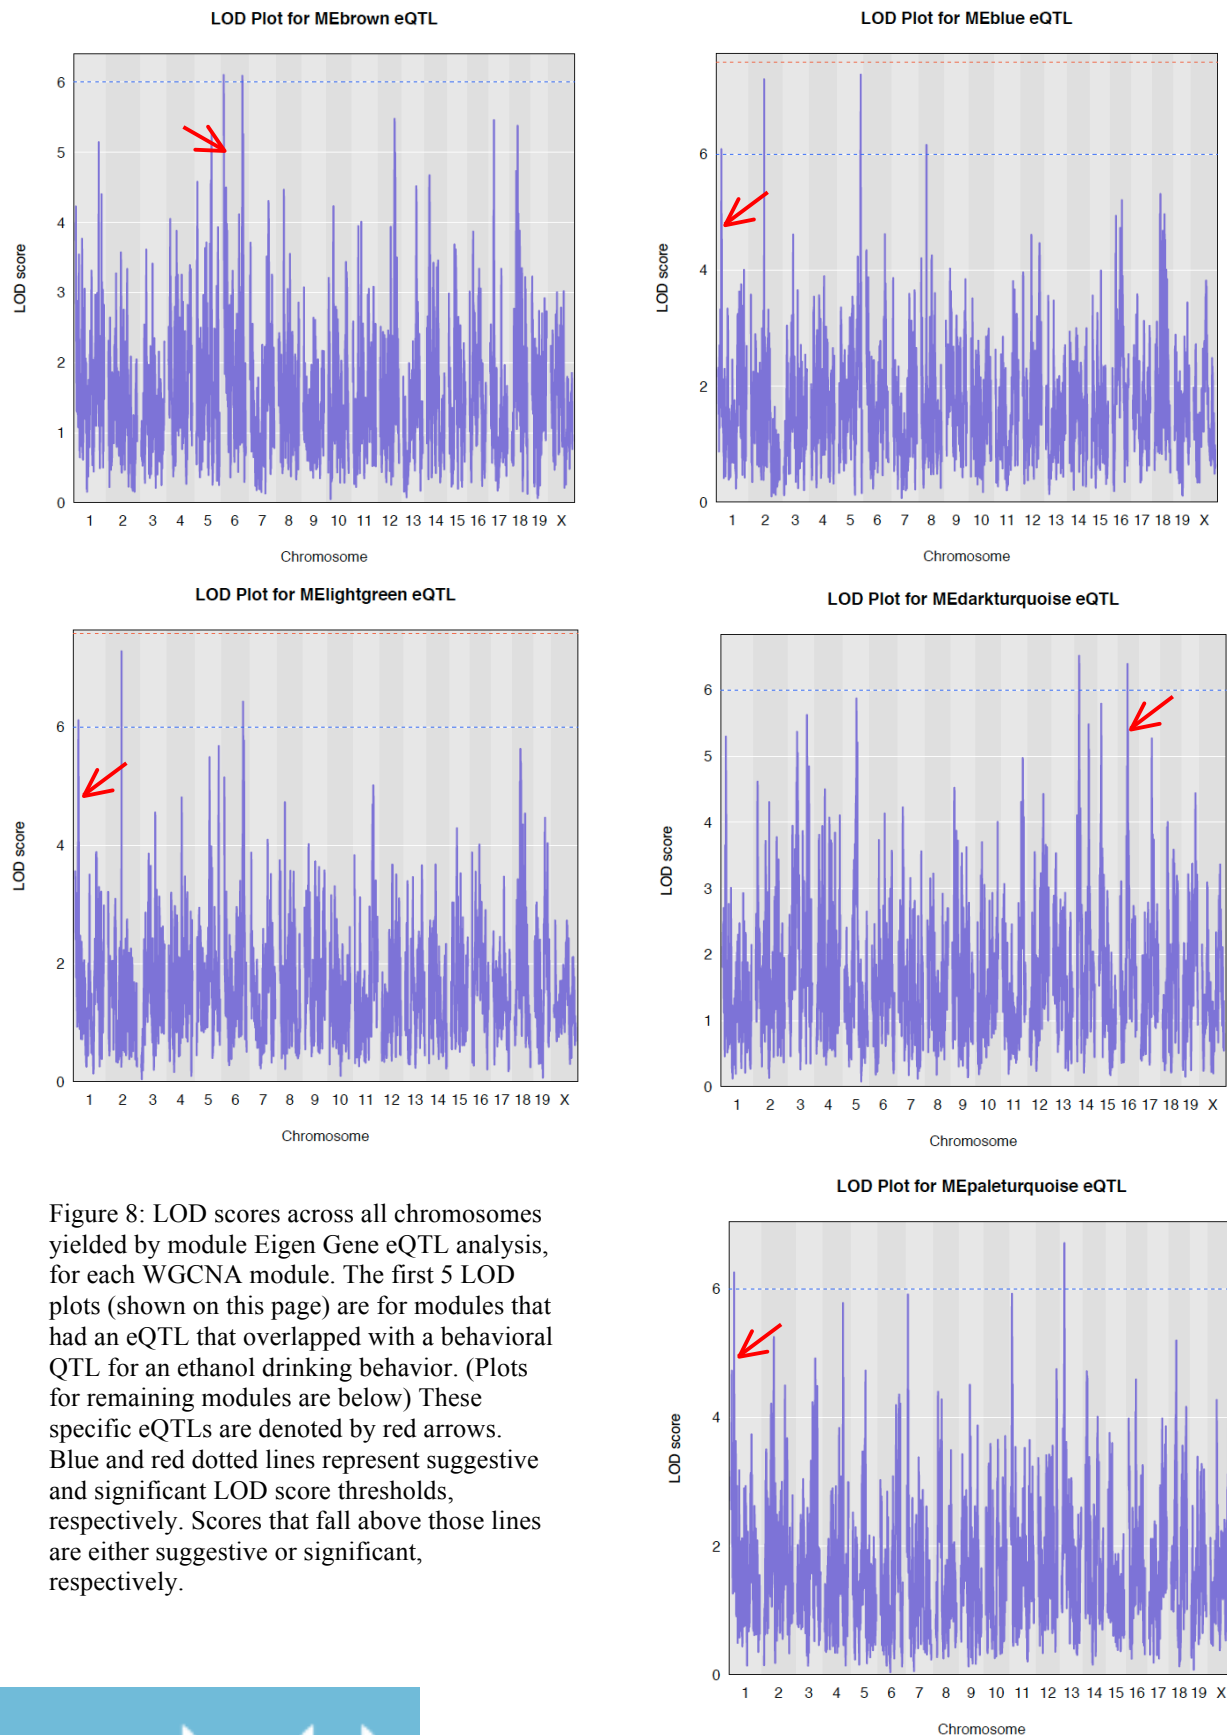 LOD Plot for MEbrown eQTL
LOD score
6
5
4
3
2
1
0
1 2 3 4 5 6 7 8 9 10 11 12 13 14 15 16 17 18 19 X
Chromosome
LOD Plot for MEblue eQTL
LOD score
6
4
2
0
1 2 3 4 5 6 7 8 9 10 11 12 13 14 15 16 17 18 19 X
Chromosome
LOD Plot for MElightgreen eQTL
LOD score
6
4
2
0
1 2 3 4 5 6 7 8 9 10 11 12 13 14 15 16 17 18 19 X
Chromosome
LOD Plot for MEdarkturquoise eQTL
LOD score
6
5
4
3
2
1
0
1 2 3 4 5 6 7 8 9 10 11 12 13 14 15 16 17 18 19 X
Chromosome
Figure 8: LOD scores across all chromosomes
yielded by module Eigen Gene eQTL analysis,
for each WGCNA module. The first 5 LOD
plots (shown on this page) are for modules that
had an eQTL that overlapped with a behavioral
QTL for an ethanol drinking behavior. (Plots
for remaining modules are below) These
specific eQTLs are denoted by red arrows.
Blue and red dotted lines represent suggestive
and significant LOD score thresholds,
respectively. Scores that fall above those lines
are either suggestive or significant,
respectively.
LOD Plot for MEpaleturquoise eQTL
LOD score
6
4
2
0
1 2 3 4 5 6 7 8 9 10 11 12 13 14 15 16 17 18 19 X
Chromosome